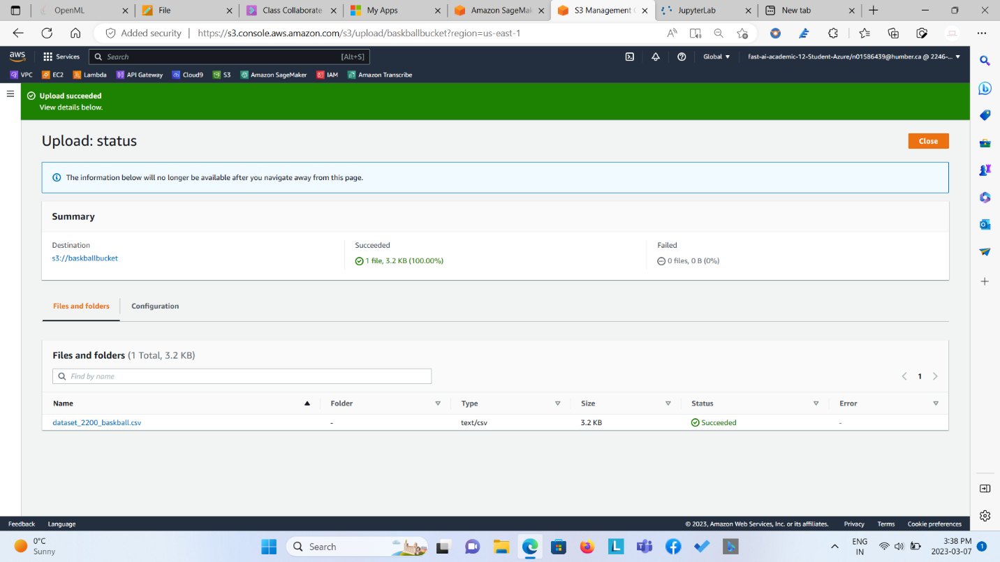 OpenML
File
Class Collaborate
My Apps
Amazon SageMak
S3 Management C
JupyterLab
New tab
Added security
https://s3.console.aws.amazon.com/s3/upload/baskballbucket?region=us-east-1
aws
Services
Search
[Alt+S]
Global
fast-ai-academic-12-Student-Azure/n01586439@humber.ca @ 2246-...
VPC
EC2
Lambda
API Gateway
Cloud9
S3
Amazon SageMaker
IAM
Amazon Transcribe
Upload succeeded
View details below.
Upload: status
Close
The information below will no longer be available after you navigate away from this page.
Summary
Destination
s3://baskballbucket
Succeeded
1 file, 3.2 KB (100.00%)
Failed
0 files, 0 B (0%)
Files and folders
Configuration
Files and folders (1 Total, 3.2 KB)
Find by name
1
Name
Folder
Type
Size
Status
Error
dataset_2200_baskball.csv
-
text/csv
3.2 KB
Succeeded
-
Feedback
Language
© 2023, Amazon Web Services, Inc. or its affiliates.
Privacy
Terms
Cookie preferences
0°C
Sunny
Search
ENG
IN
3:38 PM
2023-03-07
1